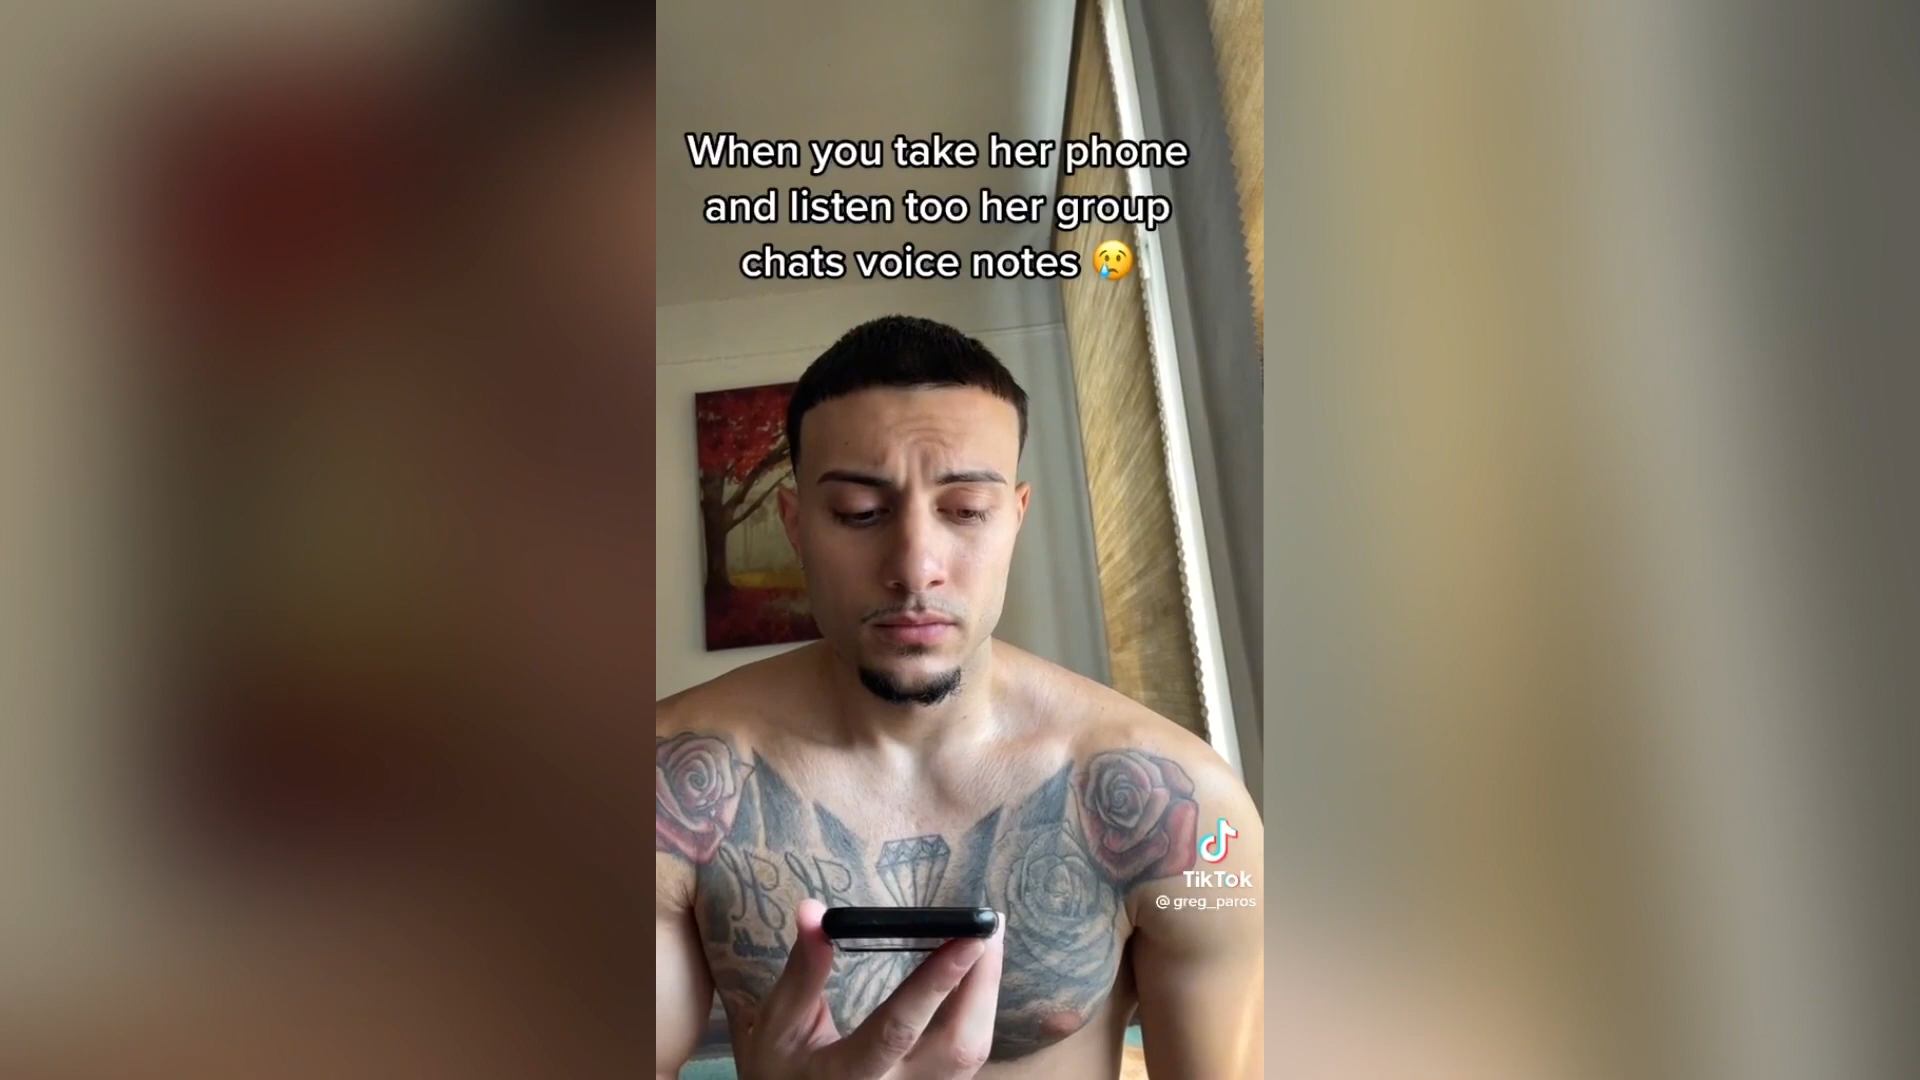 When you take her phone
and listen too her group
chats voice notes 😢
TikTok
@greg_paros